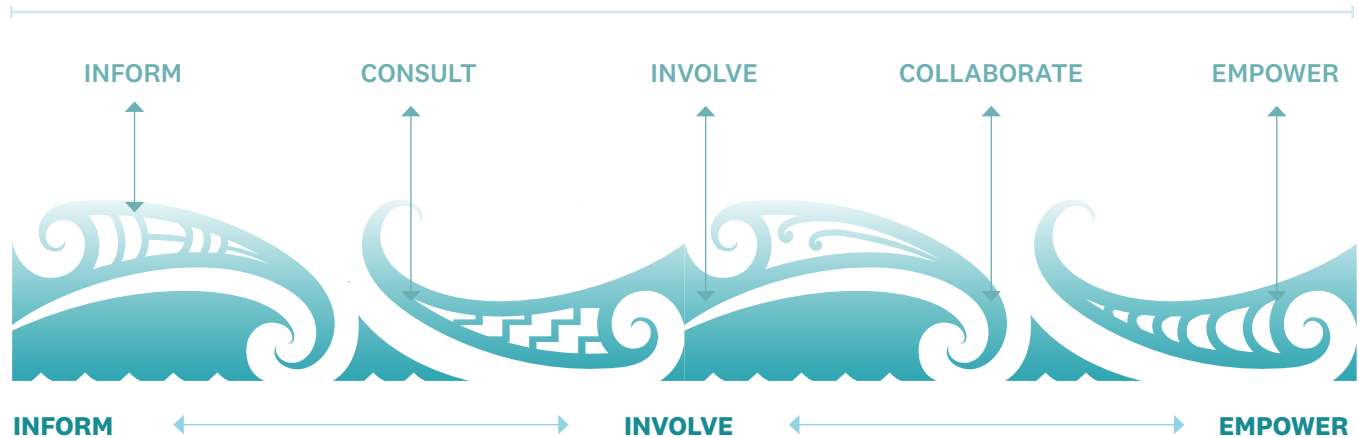 INFORM CONSULT INVOLVE COLLABORATE EMPOWER
INFORM INVOLVE EMPOWER